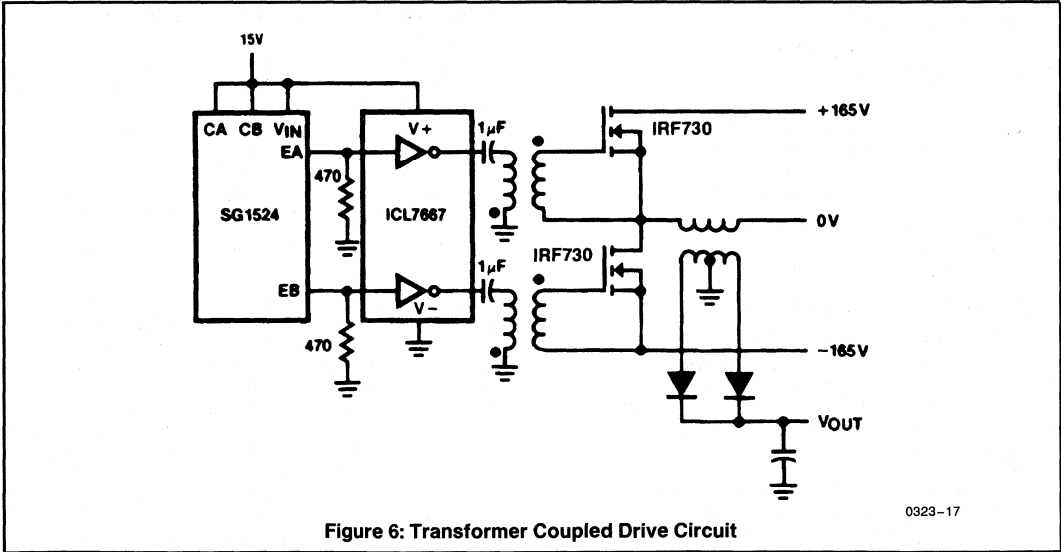 15V
CA CB VIN
EA
470
SG1524
EB
470
V+
ICL7667
V−
1μF
1μF
IRF730
IRF730
+165V
0V
−165V
VOUT
0323–17
Figure 6: Transformer Coupled Drive Circuit